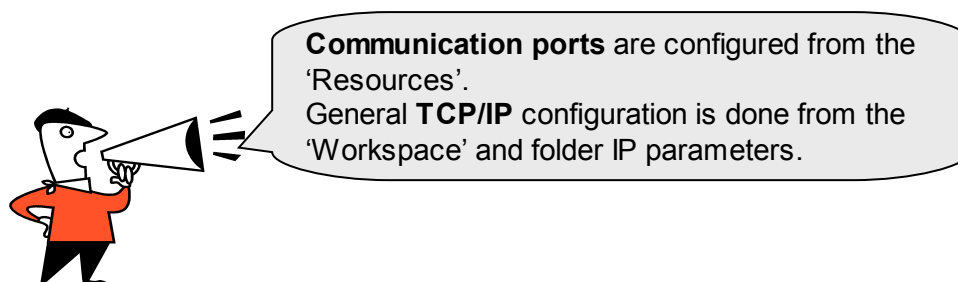 Communication ports are configured from the
‘Resources’.
General TCP/IP configuration is done from the
‘Workspace’ and folder IP parameters.